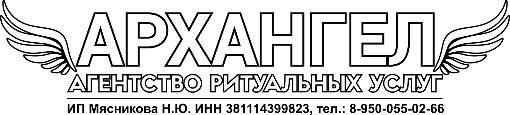 АРХАНГЕЛ
АГЕНТСТВО РИТУАЛЬНЫХ УСЛУГ
ИП Мясникова Н.Ю. ИНН 381114399823, тел.: 8-950-055-02-66